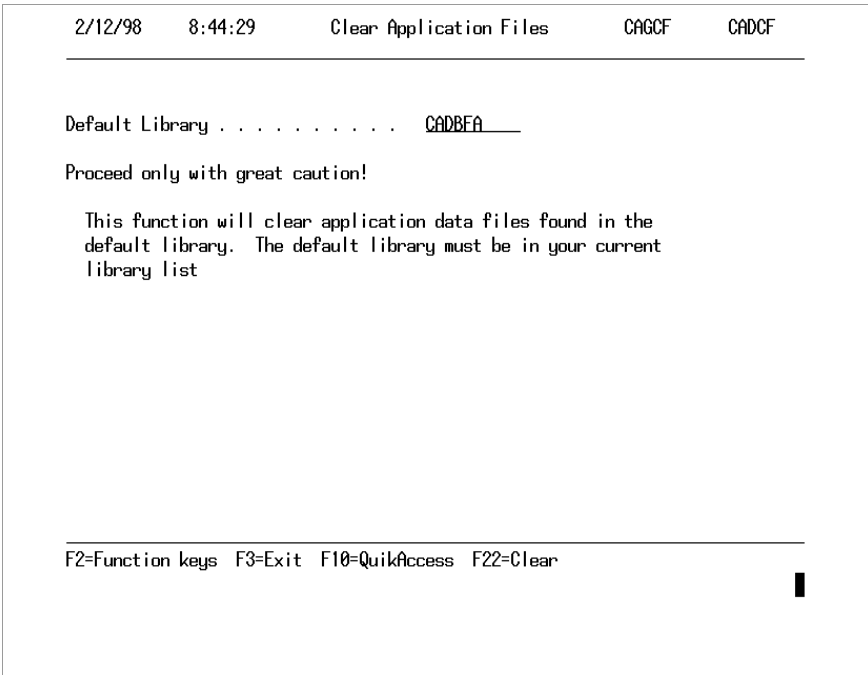 2/12/98 8:44:29 Clear Application Files CAGCF CADCF
Default Library . . . . . . . . . . CADBFA
Proceed only with great caution!
This function will clear application data files found in the
default library. The default library must be in your current
library list
F2=Function keys F3=Exit F10=QuikAccess F22=Clear